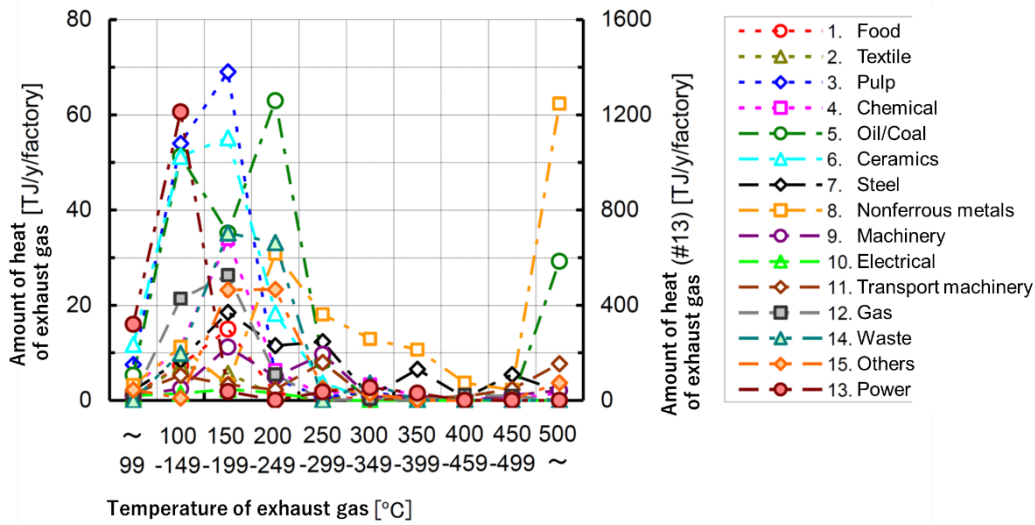 80
60
40
20
0
1600
1200
800
400
0
Amount of heat
of exhaust gas [TJ/y/factory]
Amount of heat
of exhaust gas (#13) [TJ/y/factory]
～ 100 150 200 250 300 350 400 450 500
99 -149 -199 -249 -299 -349 -399 -459 -499 ～
Temperature of exhaust gas [°C]
1. Food
2. Textile
3. Pulp
4. Chemical
5. Oil/Coal
6. Ceramics
7. Steel
8. Nonferrous metals
9. Machinery
10. Electrical
11. Transport machinery
12. Gas
14. Waste
15. Others
13. Power